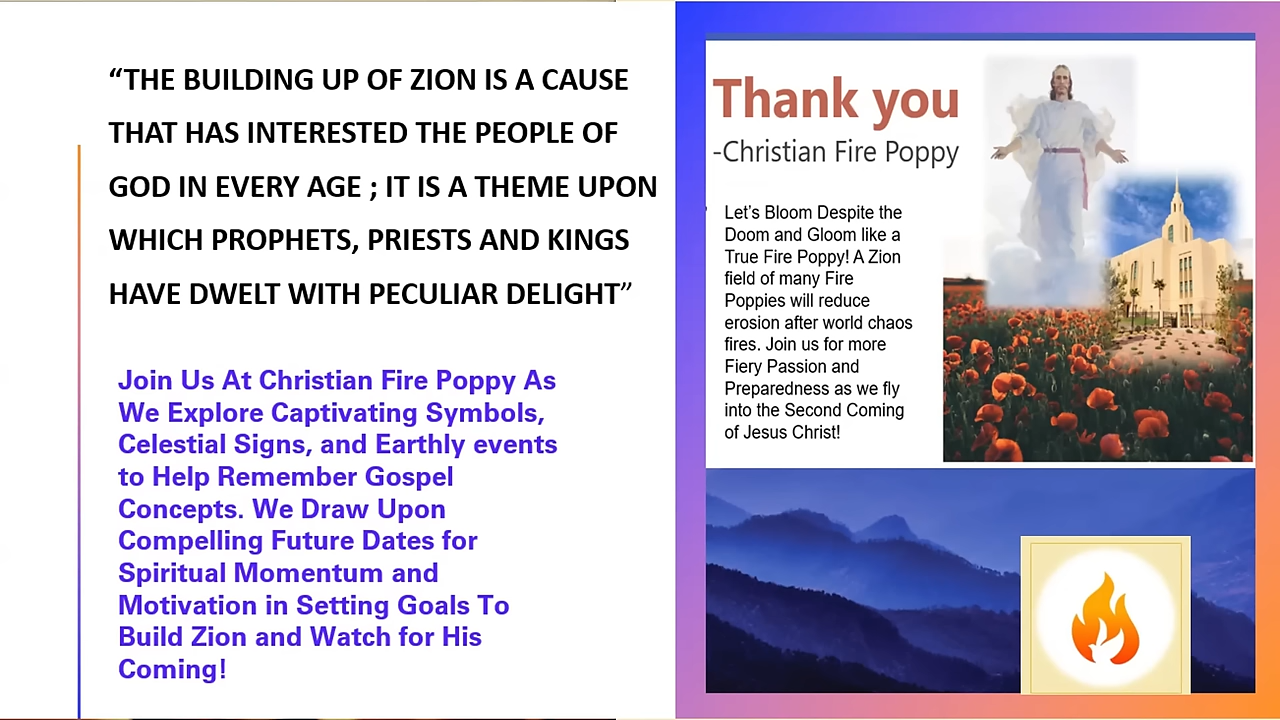 “THE BUILDING UP OF ZION IS A CAUSE
THAT HAS INTERESTED THE PEOPLE OF
GOD IN EVERY AGE ; IT IS A THEME UPON
WHICH PROPHETS, PRIESTS AND KINGS
HAVE DWELT WITH PECULIAR DELIGHT”
Join Us At Christian Fire Poppy As
We Explore Captivating Symbols,
Celestial Signs, and Earthly events
to Help Remember Gospel
Concepts. We Draw Upon
Compelling Future Dates for
Spiritual Momentum and
Motivation in Setting Goals To
Build Zion and Watch for His
Coming!
Thank you
-Christian Fire Poppy
Let’s Bloom Despite the
Doom and Gloom like a
True Fire Poppy! A Zion
field of many Fire
Poppies will reduce
erosion after world chaos
fires. Join us for more
Fiery Passion and
Preparedness as we fly
into the Second Coming
of Jesus Christ!